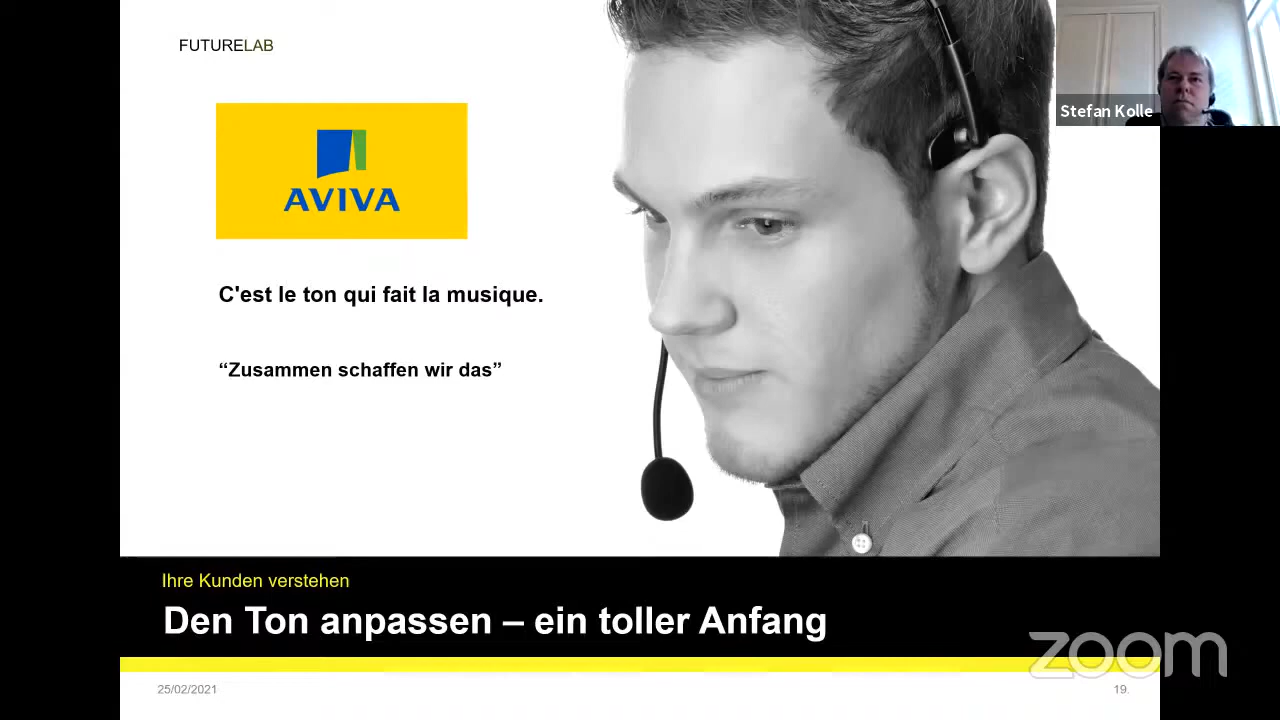 FUTURELAB
Stefan Kolle
AVIVA
C'est le ton qui fait la musique.
“Zusammen schaffen wir das”
Ihre Kunden verstehen
Den Ton anpassen – ein toller Anfang
zoom
25/02/2021
19.